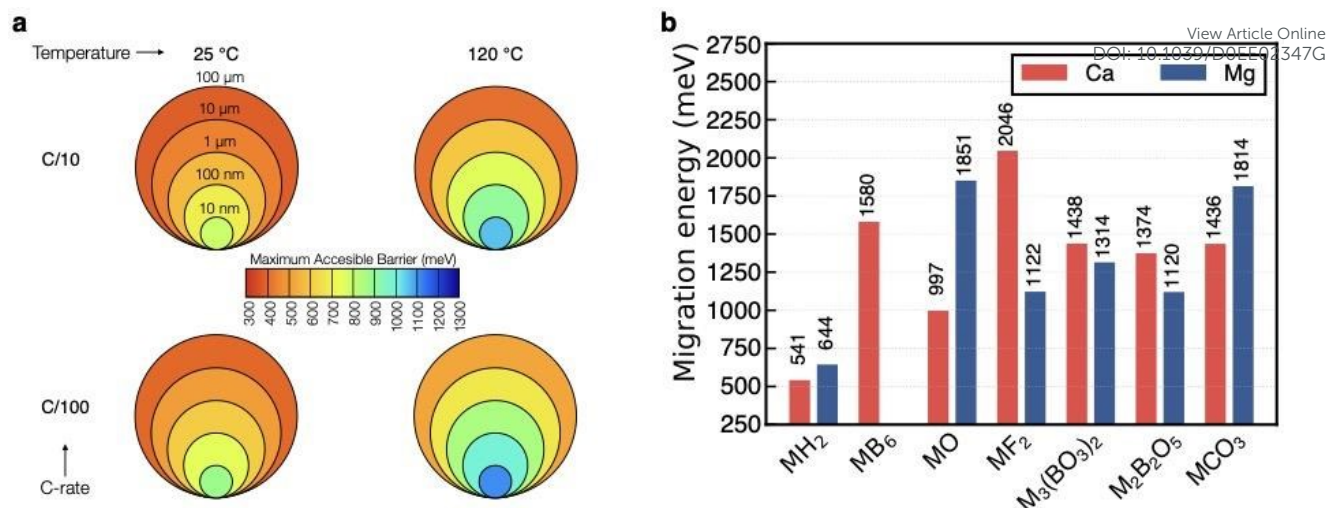 a
Temperature → 25 °C 120 °C
100 µm
10 µm
1 µm
100 nm
10 nm
C/10
Maximum Accesible Barrier (meV)
300 400 500 600 700 800 900 1000 1100 1200 1300
C/100
↑
C-rate
b
View Article Online
DOI: 10.1039/D0EE02347G
Ca Mg
Migration energy (meV)
2750
2500
2250
2000
1750
1500
1250
1000
750
500
250
541 644 1580 997 1851 2046 1122 1438 1314 1374 1120 1436 1814
MH₂ MB₆ MO MF₂ M₃(BO₃)₂ M₂B₂O₅ MCO₃